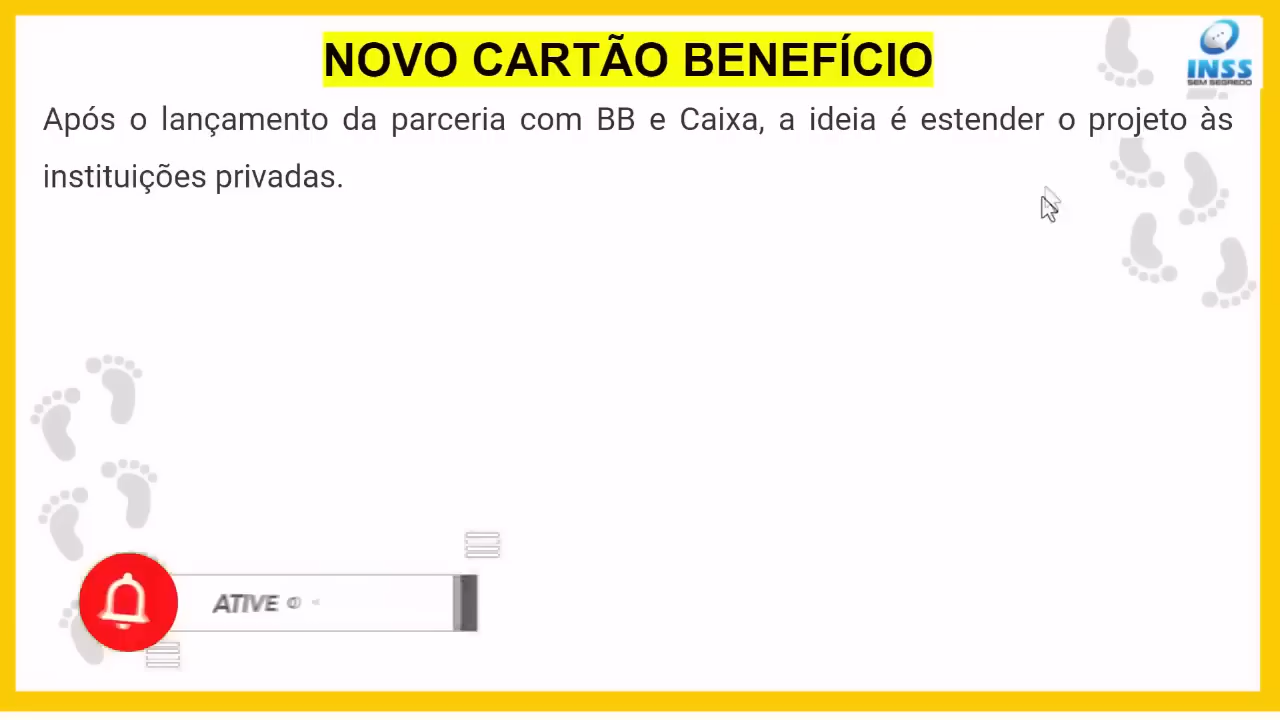 NOVO CARTÃO BENEFÍCIO
INSS
SEM SEGREDO
Após o lançamento da parceria com BB e Caixa, a ideia é estender o projeto às
instituições privadas.
ATIVE O